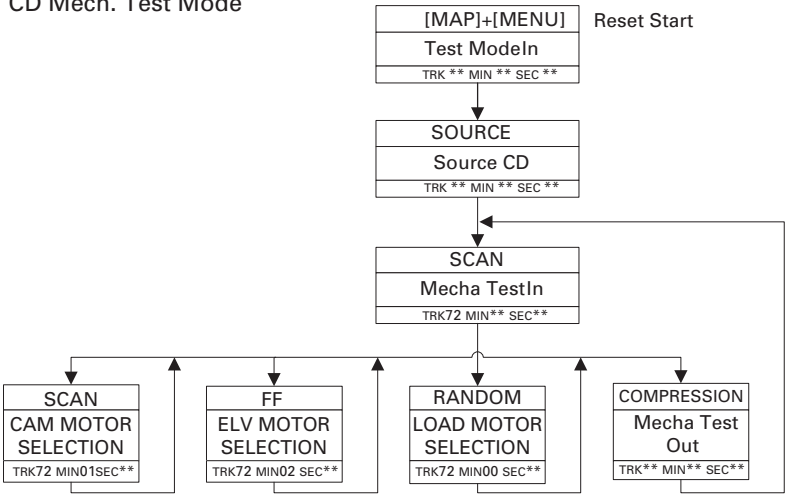 CD Mech. Test Mode
[MAP]+[MENU]
Reset Start
Test ModeIn
TRK ** MIN ** SEC **
SOURCE
Source CD
TRK ** MIN ** SEC **
SCAN
Mecha TestIn
TRK72 MIN** SEC**
SCAN
CAM MOTOR
SELECTION
TRK72 MIN01SEC**
FF
ELV MOTOR
SELECTION
TRK72 MIN02 SEC**
RANDOM
LOAD MOTOR
SELECTION
TRK72 MIN00 SEC**
COMPRESSION
Mecha Test
Out
TRK** MIN** SEC**